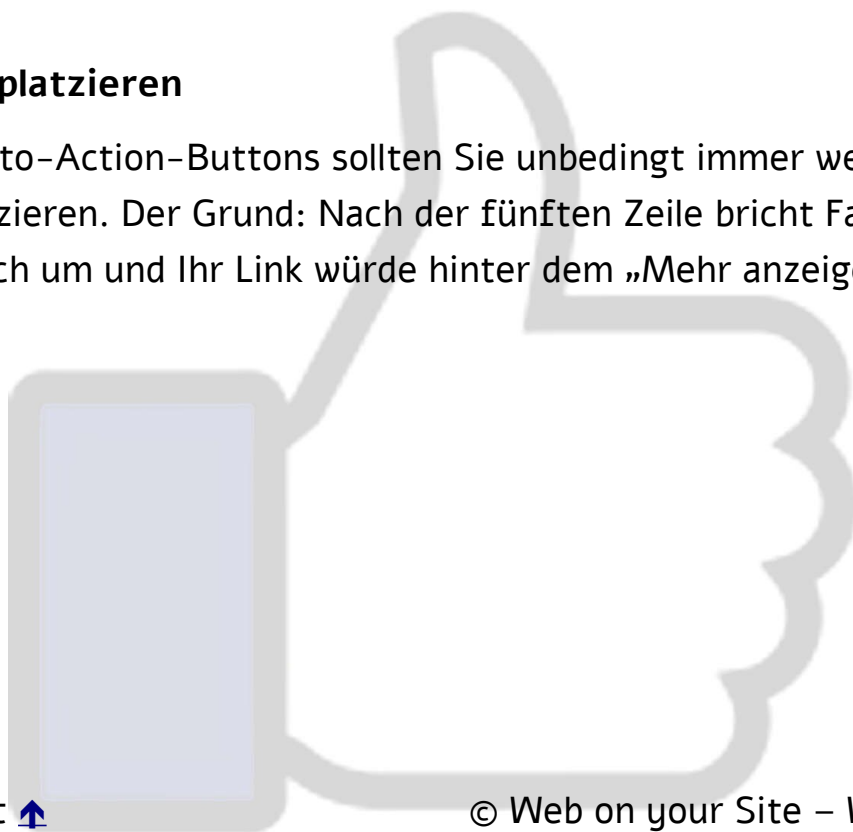 platzieren
to-Action-Buttons sollten Sie unbedingt immer we
zieren. Der Grund: Nach der fünften Zeile bricht Fa
ch um und Ihr Link würde hinter dem „Mehr anzeig
t ↑ © Web on your Site –